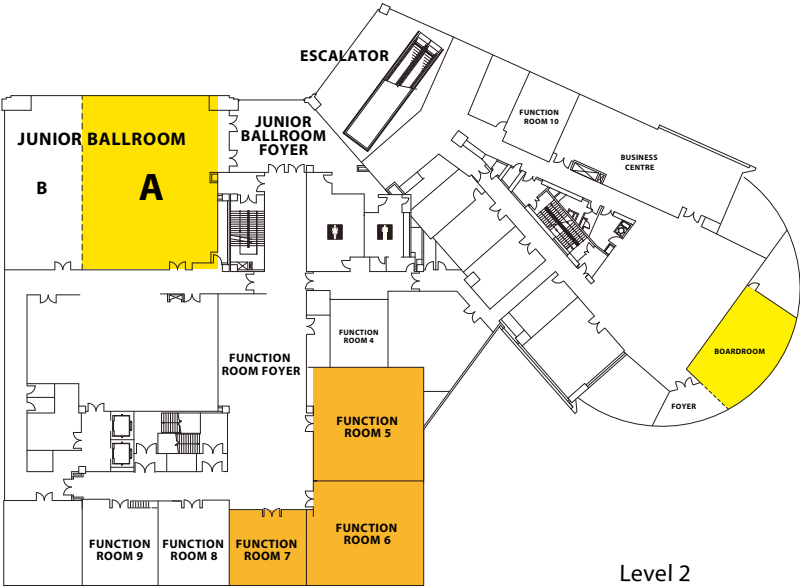 ESCALATOR
JUNIOR
BALLROOM
FOYER
JUNIOR BALLROOM
B
A
FUNCTION
ROOM 10
BUSINESS
CENTRE
FUNCTION
ROOM 4
FUNCTION
ROOM FOYER
BOARDROOM
FOYER
FUNCTION
ROOM 5
FUNCTION
ROOM 6
FUNCTION
ROOM 7
FUNCTION
ROOM 8
FUNCTION
ROOM 9
Level 2